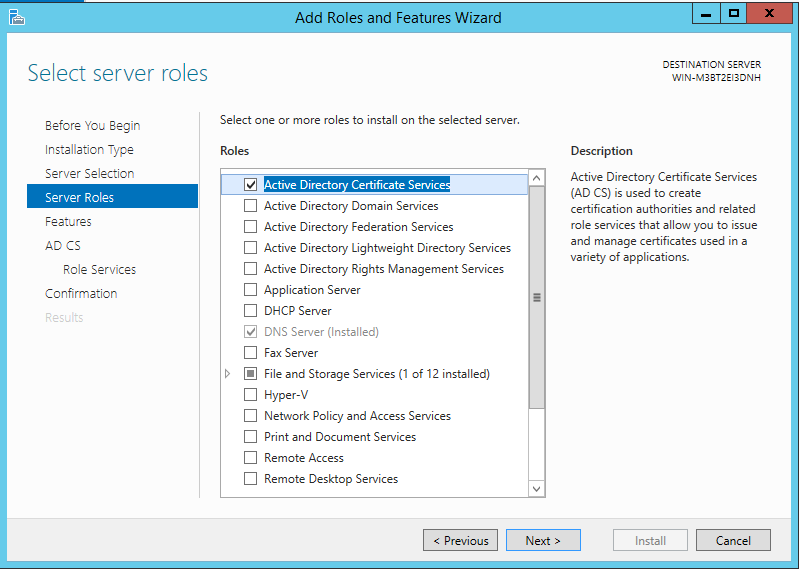 Add Roles and Features Wizard
Select server roles
DESTINATION SERVER
WIN-M3BT2EI3DNH
Before You Begin
Installation Type
Server Selection
Server Roles
Features
AD CS
Role Services
Confirmation
Results
Select one or more roles to install on the selected server.
Roles
Active Directory Certificate Services
Active Directory Domain Services
Active Directory Federation Services
Active Directory Lightweight Directory Services
Active Directory Rights Management Services
Application Server
DHCP Server
DNS Server (Installed)
Fax Server
File and Storage Services (1 of 12 installed)
Hyper-V
Network Policy and Access Services
Print and Document Services
Remote Access
Remote Desktop Services
Description
Active Directory Certificate Services
(AD CS) is used to create
certification authorities and related
role services that allow you to issue
and manage certificates used in a
variety of applications.
< Previous
Next >
Install
Cancel